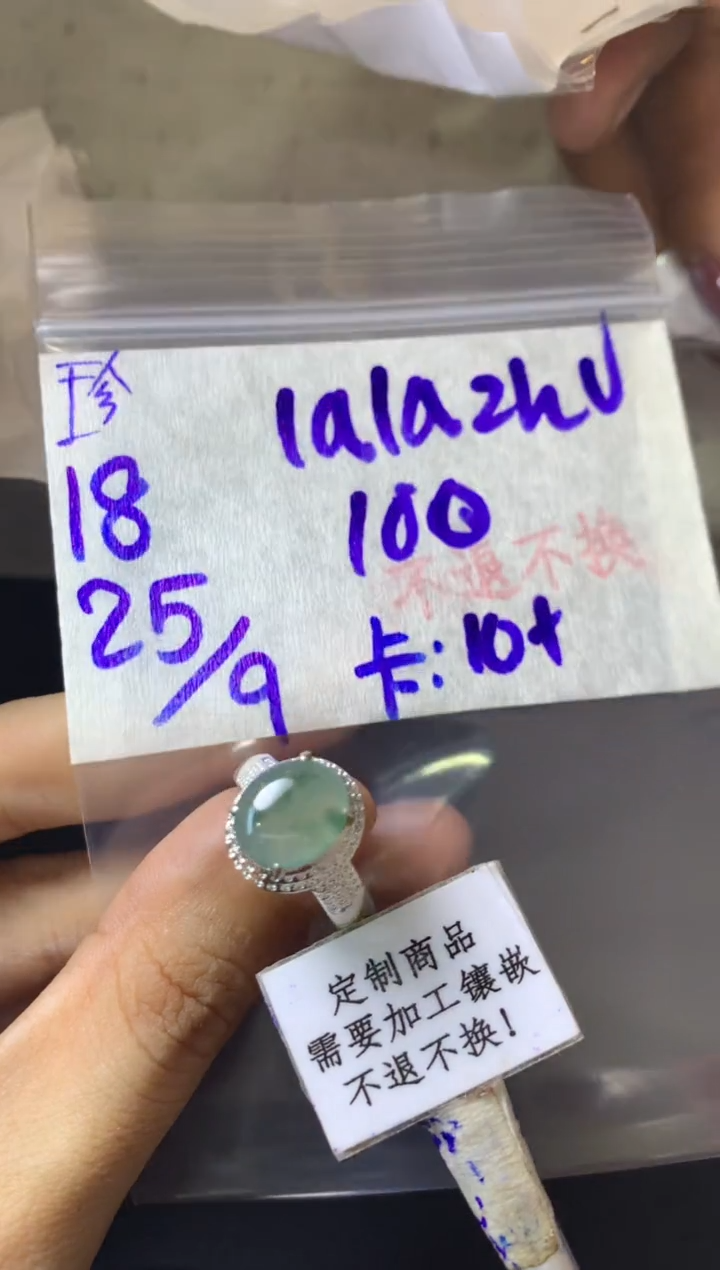 珍
18
25/9
lalazhu
100
不退不换
卡:10+
定制商品
需要加工镶嵌
不退不换!